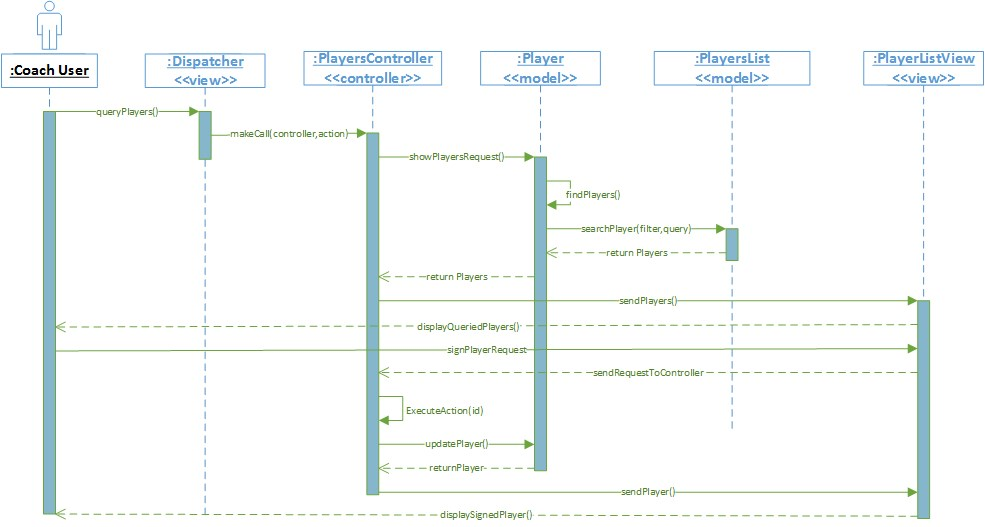 :Coach User
:Dispatcher
<<view>>
:PlayersController
<<controller>>
:Player
<<model>>
:PlayersList
<<model>>
:PlayerListView
<<view>>
queryPlayers()
makeCall(controller,action)
showPlayersRequest()
findPlayers()
searchPlayer(filter,query)
return Players
return Players
sendPlayers()
displayQueriedPlayers()
signPlayerRequest
sendRequestToController
ExecuteAction(id)
updatePlayer()
returnPlayer
sendPlayer()
displaySignedPlayer()